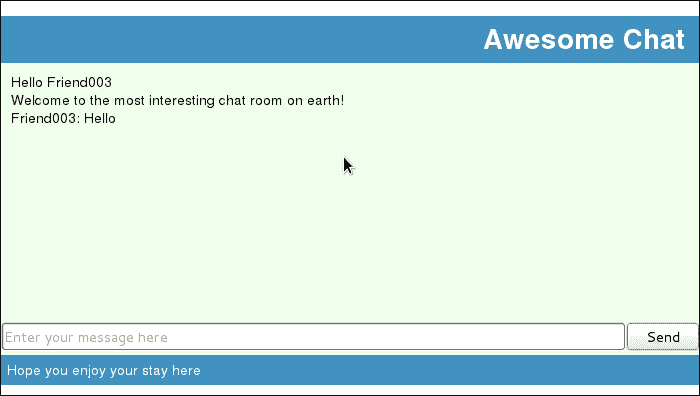 Awesome Chat
Hello Friend003
Welcome to the most interesting chat room on earth!
Friend003: Hello
Enter your message here
Send
Hope you enjoy your stay here